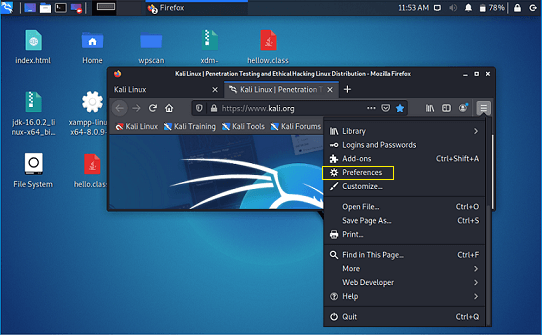 Firefox
11:53 AM
78%
index.html
Home
wpscan
xdm-
hellow.class
Kali Linux | Penetration Testing and Ethical Hacking Linux Distribution - Mozilla Firefox
Kali Linux
Kali Linux | Penetration T
https://www.kali.org
Kali Linux
Kali Training
Kali Tools
Kali Forums
jdk-16.0.2_li
nux-x64_bi...
xampp-linux
-x64-8.0.9-
File System
hello.class
Library
Logins and Passwords
Add-ons Ctrl+Shift+A
Preferences
Customize...
Open File... Ctrl+O
Save Page As... Ctrl+S
Print...
Find in This Page... Ctrl+F
More
Web Developer
Help
Quit Ctrl+Q